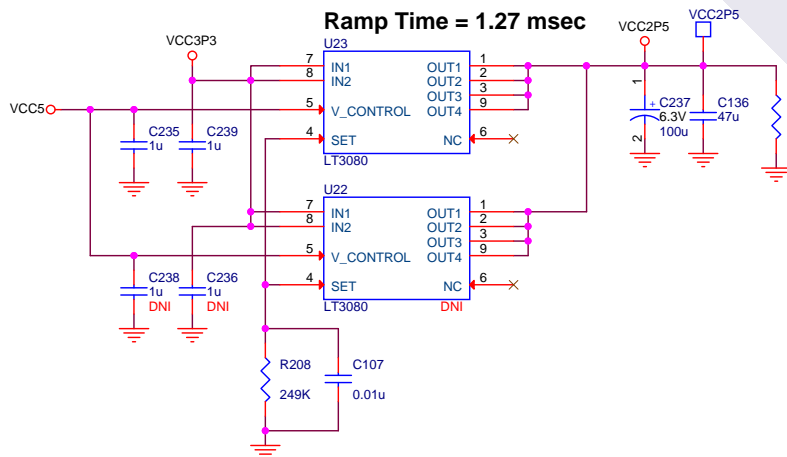 Ramp Time = 1.27 msec
VCC3P3
VCC5
VCC2P5
VCC2P5
U23
7 IN1 OUT1 1
8 IN2 OUT2 2
OUT3 3
5 V_CONTROL OUT4 9
4 SET NC 6
LT3080
C235
1u
C239
1u
1
+ C237
6.3V
100u
2
C136
47u
U22
7 IN1 OUT1 1
8 IN2 OUT2 2
OUT3 3
5 V_CONTROL OUT4 9
4 SET NC 6
LT3080 DNI
C238
1u
DNI
C236
1u
DNI
R208
249K
C107
0.01u